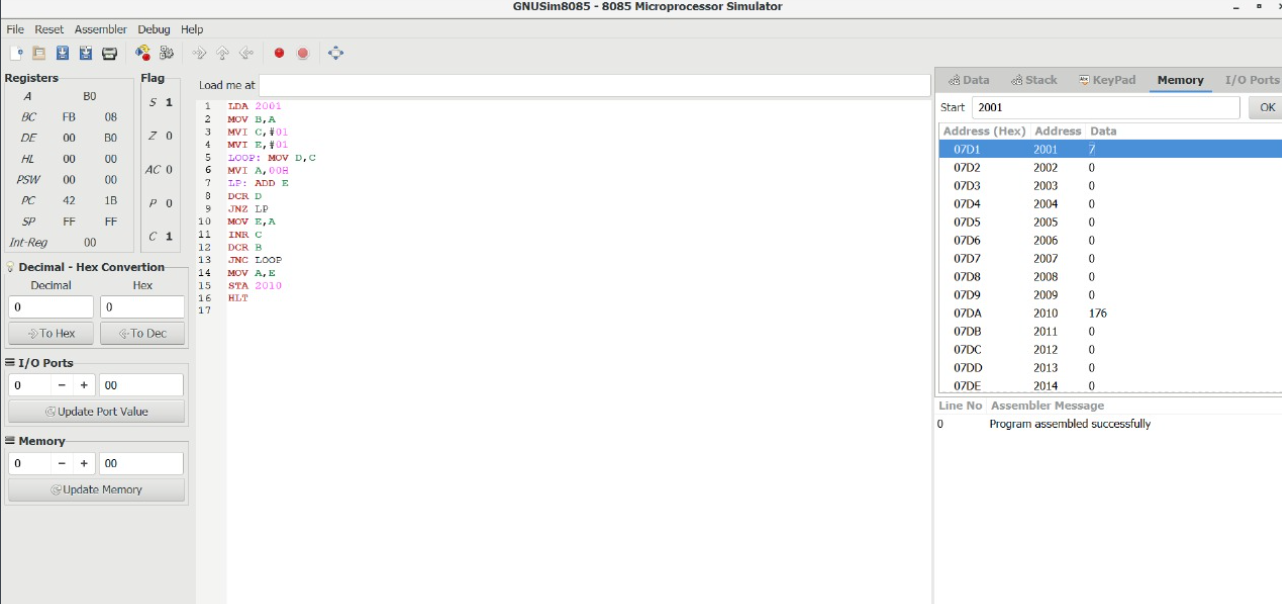 GNUSim8085 - 8085 Microprocessor Simulator
File Reset Assembler Debug Help
Registers
A B0
BC FB 08
DE 00 B0
HL 00 00
PSW 00 00
PC 42 1B
SP FF FF
Int-Reg 00
Flag
S 1
Z 0
AC 0
P 0
C 1
Decimal - Hex Convertion
Decimal Hex
0 0
To Hex To Dec
I/O Ports
0 - + 00
Update Port Value
Memory
0 - + 00
Update Memory
Load me at
1 LDA 2001
2 MOV B,A
3 MVI C,#01
4 MVI E,#01
5 LOOP: MOV D,C
6 MVI A,00H
7 LP: ADD E
8 DCR D
9 JNZ LP
10 MOV E,A
11 INR C
12 DCR B
13 JNC LOOP
14 MOV A,E
15 STA 2010
16 HLT
17
Data Stack KeyPad Memory I/O Ports
Start 2001 OK
Address (Hex) Address Data
07D1 2001 7
07D2 2002 0
07D3 2003 0
07D4 2004 0
07D5 2005 0
07D6 2006 0
07D7 2007 0
07D8 2008 0
07D9 2009 0
07DA 2010 176
07DB 2011 0
07DC 2012 0
07DD 2013 0
07DE 2014 0
Line No Assembler Message
0 Program assembled successfully